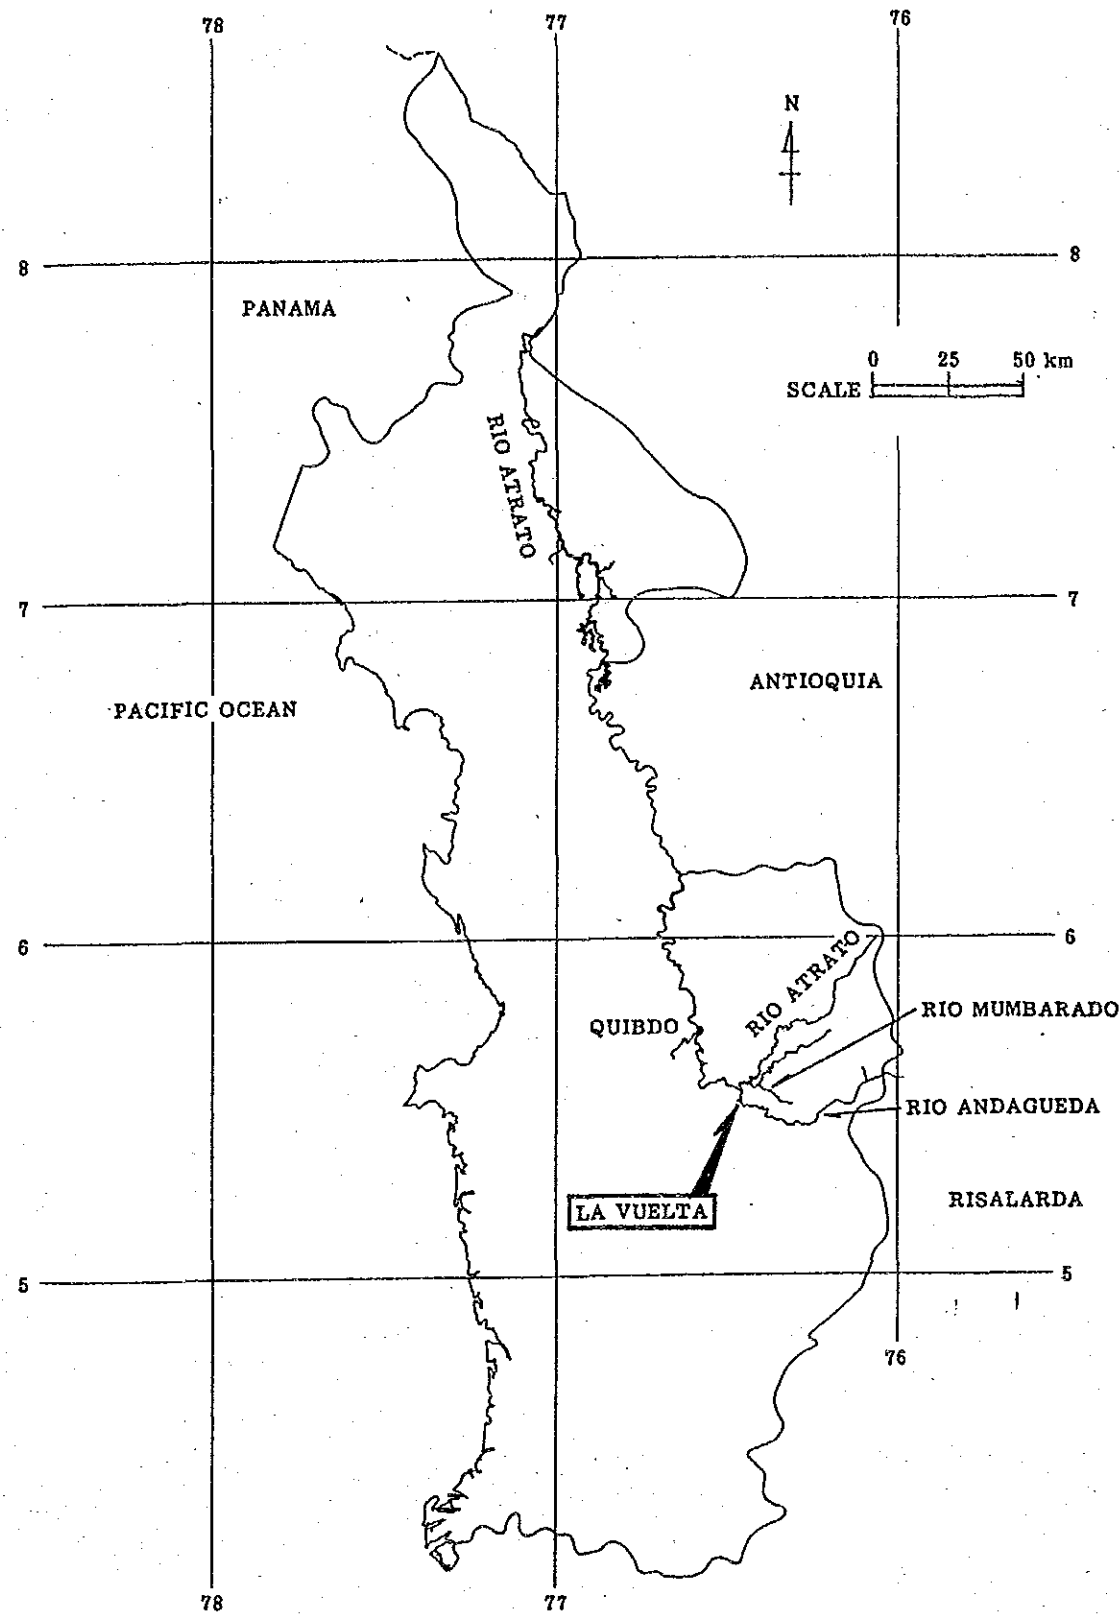 78 77 76
N
8 8
PANAMA
0 25 50 km
SCALE
RIO ATRATO
7 7
ANTIOQUIA
PACIFIC OCEAN
6 6
RIO ATRATO
RIO MUMBARADO
QUIBDO
RIO ANDAGUEDA
RISALARDA
LA VUELTA
5 5
76
78 77